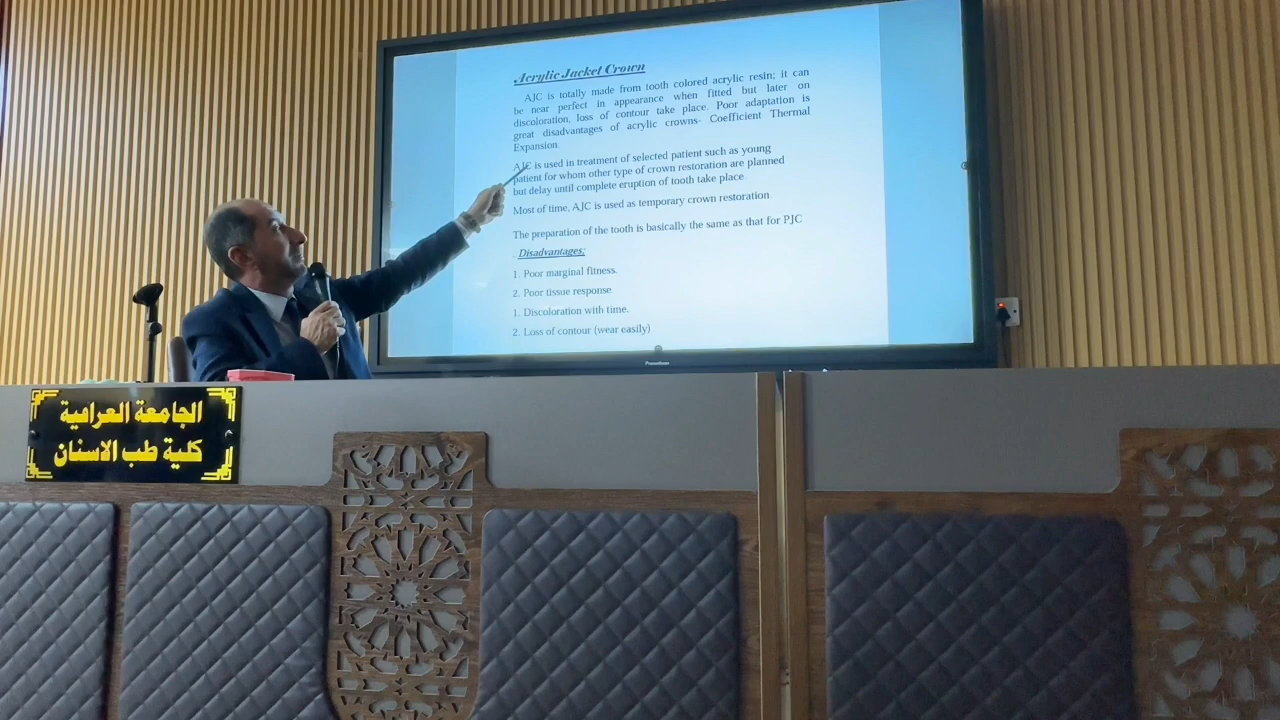 Acrylic Jacket Crown
AJC is totally made from tooth colored acrylic resin; it can
be near perfect in appearance when fitted but later on
discoloration, loss of contour take place. Poor adaptation is
great disadvantages of acrylic crowns- Coefficient Thermal
Expansion.
AJC is used in treatment of selected patient such as young
patient for whom other type of crown restoration are planned
but delay until complete eruption of tooth take place
Most of time, AJC is used as temporary crown restoration
The preparation of the tooth is basically the same as that for PJC
Disadvantages:
1. Poor marginal fitness.
2. Poor tissue response
1. Discoloration with time.
2. Loss of contour (wear easily)
Promethean
الجامعة العراقية
كلية طب الاسنان